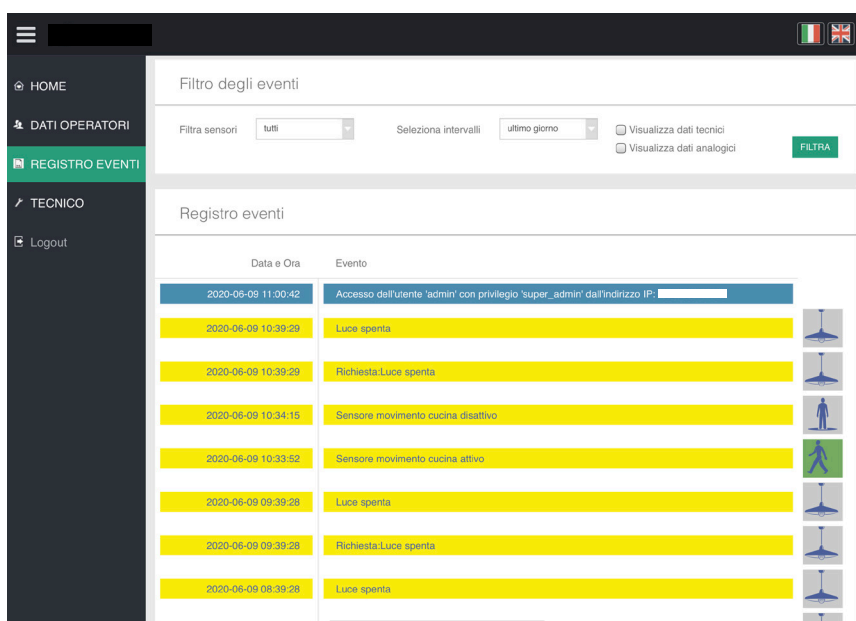 HOME
DATI OPERATORI
REGISTRO EVENTI
TECNICO
Logout
Filtro degli eventi
Filtra sensori tutti Seleziona intervalli ultimo giorno Visualizza dati tecnici
Visualizza dati analogici
FILTRA
Registro eventi
Data e Ora Evento
2020-06-09 11:00:42 Accesso dell'utente 'admin' con privilegio 'super_admin' dall'indirizzo IP:
2020-06-09 10:39:29 Luce spenta
2020-06-09 10:39:29 Richiesta:Luce spenta
2020-06-09 10:34:15 Sensore movimento cucina disattivo
2020-06-09 10:33:52 Sensore movimento cucina attivo
2020-06-09 09:39:28 Luce spenta
2020-06-09 09:39:28 Richiesta:Luce spenta
2020-06-09 08:39:28 Luce spenta